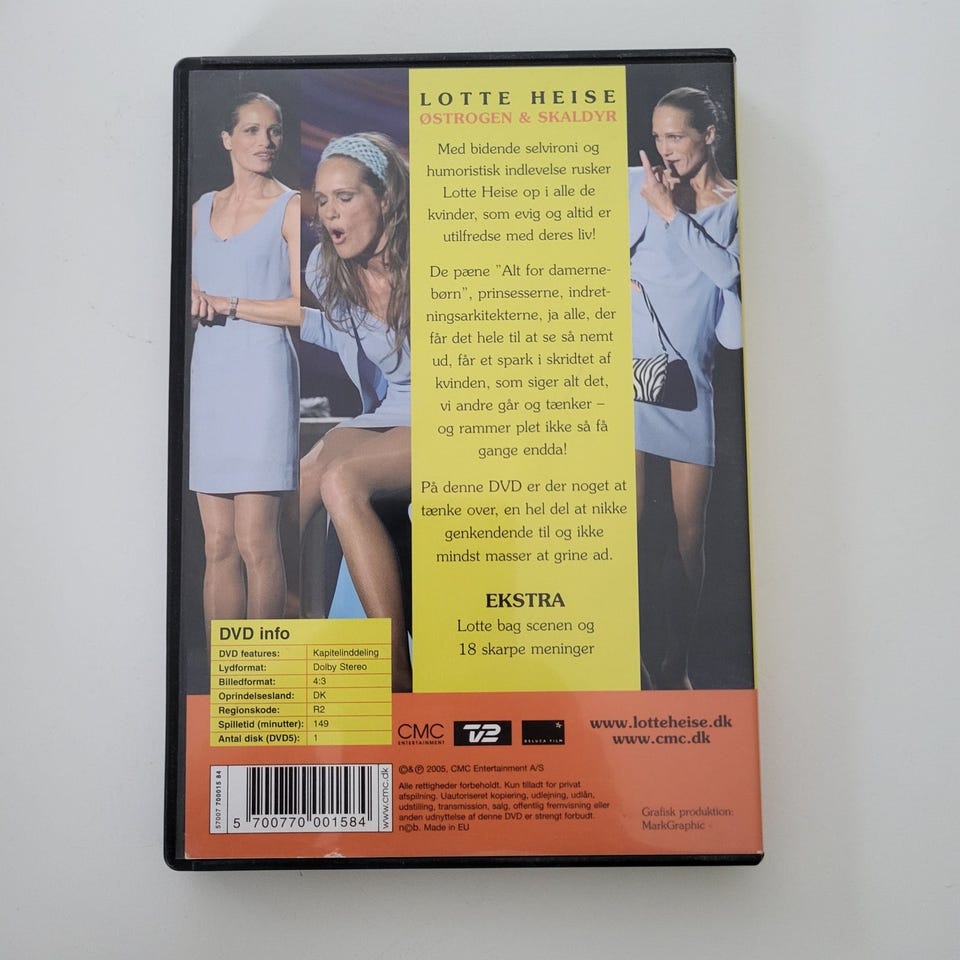 LOTTE HEISE
ØSTROGEN & SKALDYR
Med bidende selvironi og
humoristisk indlevelse rusker
Lotte Heise op i alle de
kvinder, som evig og altid er
utilfredse med deres liv!
De pæne "Alt for damerne-
børn", prinsesserne, indret-
ningsarkitekterne, ja alle, der
får det hele til at se så nemt
ud, får et spark i skridtet af
kvinden, som siger alt det,
vi andre går og tænker –
og rammer plet ikke så få
gange endda!
På denne DVD er der noget at
tænke over, en hel del at nikke
genkendende til og ikke
mindst masser at grine ad.
EKSTRA
Lotte bag scenen og
18 skarpe meninger
DVD info
DVD features: Kapitelinddeling
Lydformat: Dolby Stereo
Billedformat: 4:3
Oprindelsesland: DK
Regionskode: R2
Spilletid (minutter): 149
Antal disk (DVD5): 1
CMC
ENTERTAINMENT
TV2
DELUCA FILM
www.lotteheise.dk
www.cmc.dk
©&℗ 2005, CMC Entertainment A/S
Alle rettigheder forbeholdt. Kun tilladt for privat
afspilning. Uautoriseret kopiering, udlejning, udlån,
udstilling, transmission, salg, offentlig fremvisning eller
anden udnyttelse af denne DVD er strengt forbudt.
n©b. Made in EU
Grafisk produktion:
MarkGraphic
57007 700015 84
5 700770 001584
www.cmc.dk